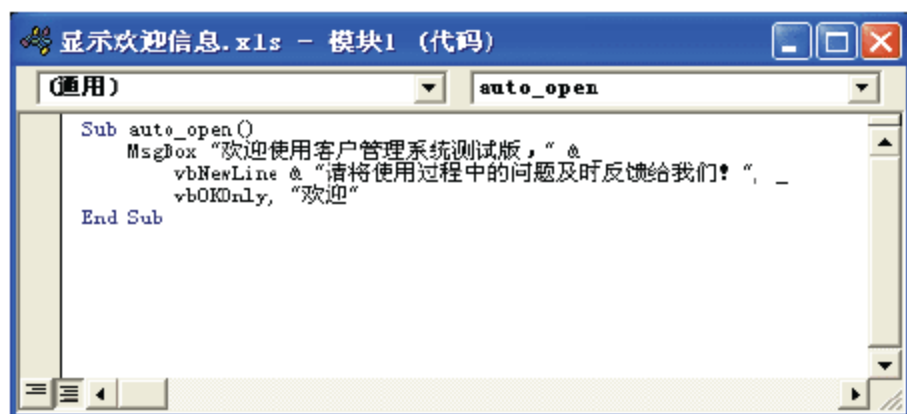 显示欢迎信息.xls - 模块1 (代码)
(通用) auto_open
Sub auto_open()
MsgBox "欢迎使用客户管理系统测试版，" & _
vbNewLine & "请将使用过程中的问题及时反馈给我们！", _
vbOKOnly, "欢迎"
End Sub